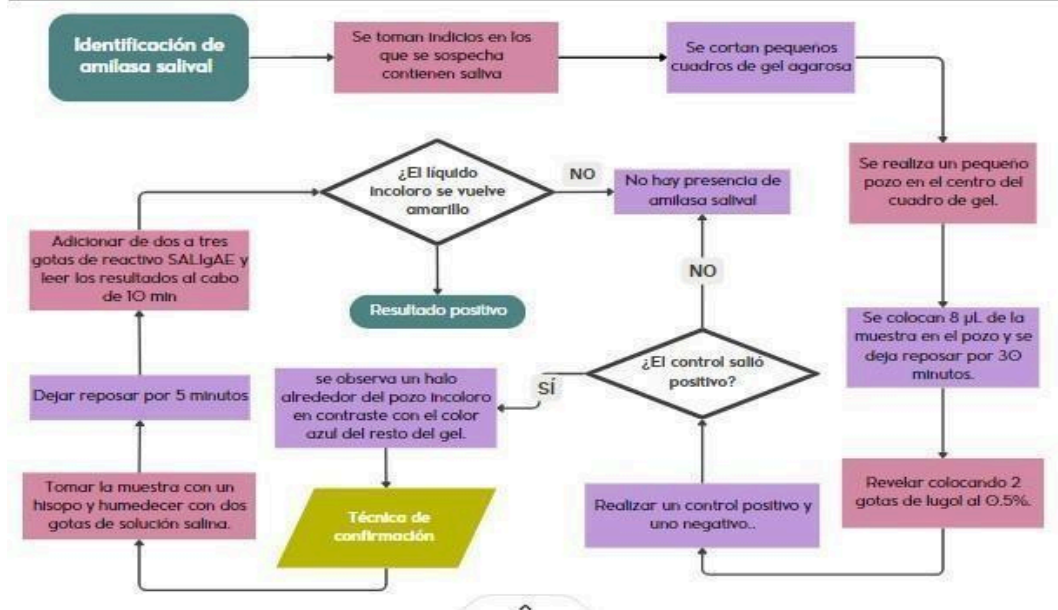 Identificación de
amilasa salival
Se toman indicios en los
que se sospecha
contienen saliva
Se cortan pequeños
cuadros de gel agarosa
Se realiza un pequeño
pozo en el centro del
cuadro de gel.
Se colocan 8 µL de la
muestra en el pozo y se
deja reposar por 30
minutos.
Revelar colocando 2
gotas de lugol al 0.5%.
Realizar un control positivo y
uno negativo..
¿El control salió
positivo?
NO
No hay presencia de
amilasa salival
SÍ
se observa un halo
alrededor del pozo incoloro
en contraste con el color
azul del resto del gel.
Técnica de
confirmación
Tomar la muestra con un
hisopo y humedecer con dos
gotas de solución salina.
Dejar reposar por 5 minutos
Adicionar de dos a tres
gotas de reactivo SALIgAE y
leer los resultados al cabo
de 10 min
¿El líquido
incoloro se vuelve
amarillo
NO
Resultado positivo